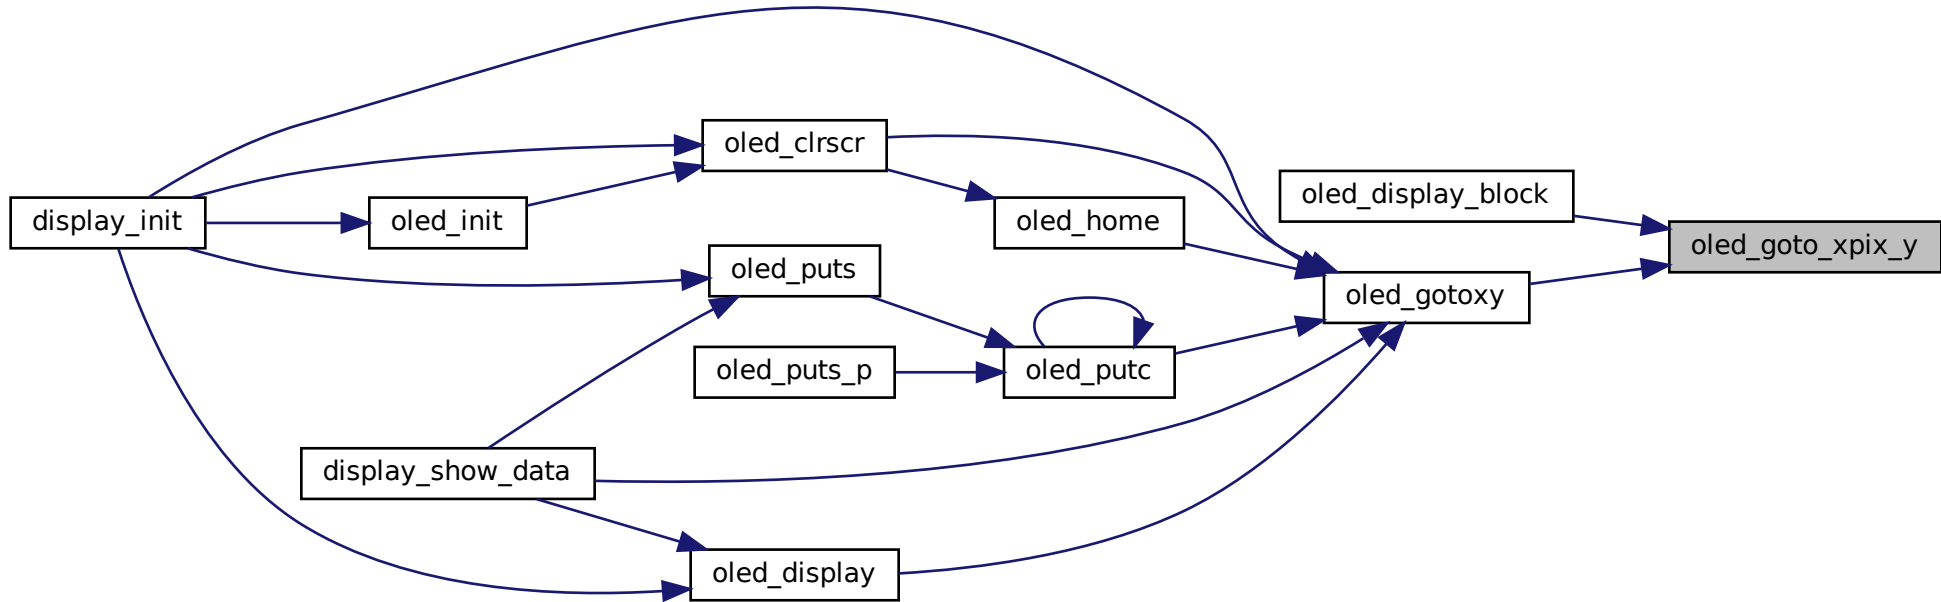 display_init
oled_init
oled_clrscr
oled_home
oled_puts
oled_puts_p
oled_putc
display_show_data
oled_display
oled_display_block
oled_gotoxy
oled_goto_xpix_y